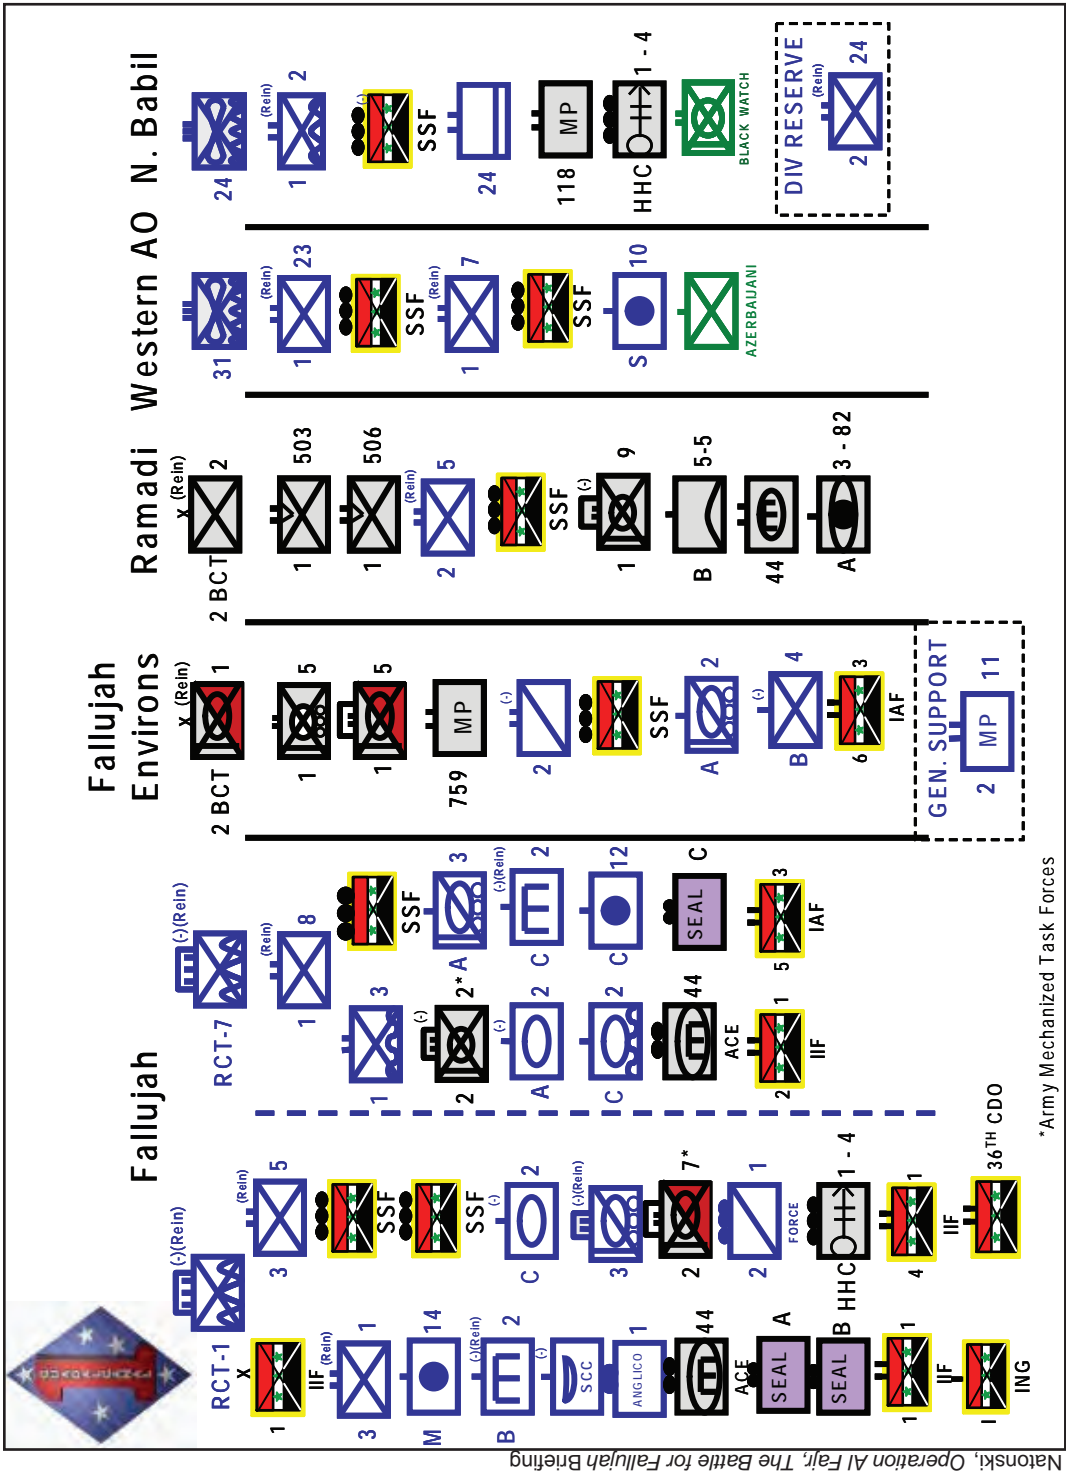 Fallujah
Fallujah
Environs
Ramadi
Western AO
N. Babil
RCT-1
(-)(Rein)
X
1
IIF
(Rein)
3
1
M
14
(-)(Rein)
B
2
(-)
SCC
ANGLICO
1
44
ACE
SEAL
A
SEAL
B
1
1
IIF
I
ING
(Rein)
3
5
SSF
SSF
(-)
C
2
(-)(Rein)
3
2
7*
2
1
FORCE
HHC
1 - 4
4
1
IIF
36TH CDO
RCT-7
(-)(Rein)
(Rein)
1
8
1
3
(-)
2
2*
(-)
A
2
C
2
44
ACE
2
1
IIF
SSF
A
3
(-)(Rein)
C
2
C
12
SEAL
C
5
3
IAF
*Army Mechanized Task Forces
X (Rein)
2 BCT
1
1
5
1
5
MP
759
(-)
2
SSF
A
2
(-)
B
4
6
3
IAF
GEN. SUPPORT
MP
2
11
X (Rein)
2 BCT
2
1
503
1
506
(Rein)
2
5
SSF
(-)
1
9
B
5-5
44
A
3 - 82
31
(Rein)
1
23
SSF
(Rein)
1
7
SSF
S
10
AZERBAIJANI
24
(Rein)
1
2
(-)
SSF
24
MP
118
HHC
1 - 4
BLACK WATCH
DIV RESERVE
(Rein)
2
24
Natonski, Operation Al Fajr, The Battle for Fallujah Briefing